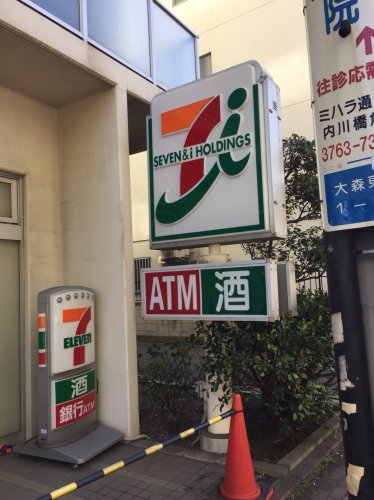 SEVEN&i HOLDINGS
ATM 酒
7
ELEVEN
酒
銀行ATM
院
往診応需
ミハラ通
内川橋
3763-73
大森東
1-